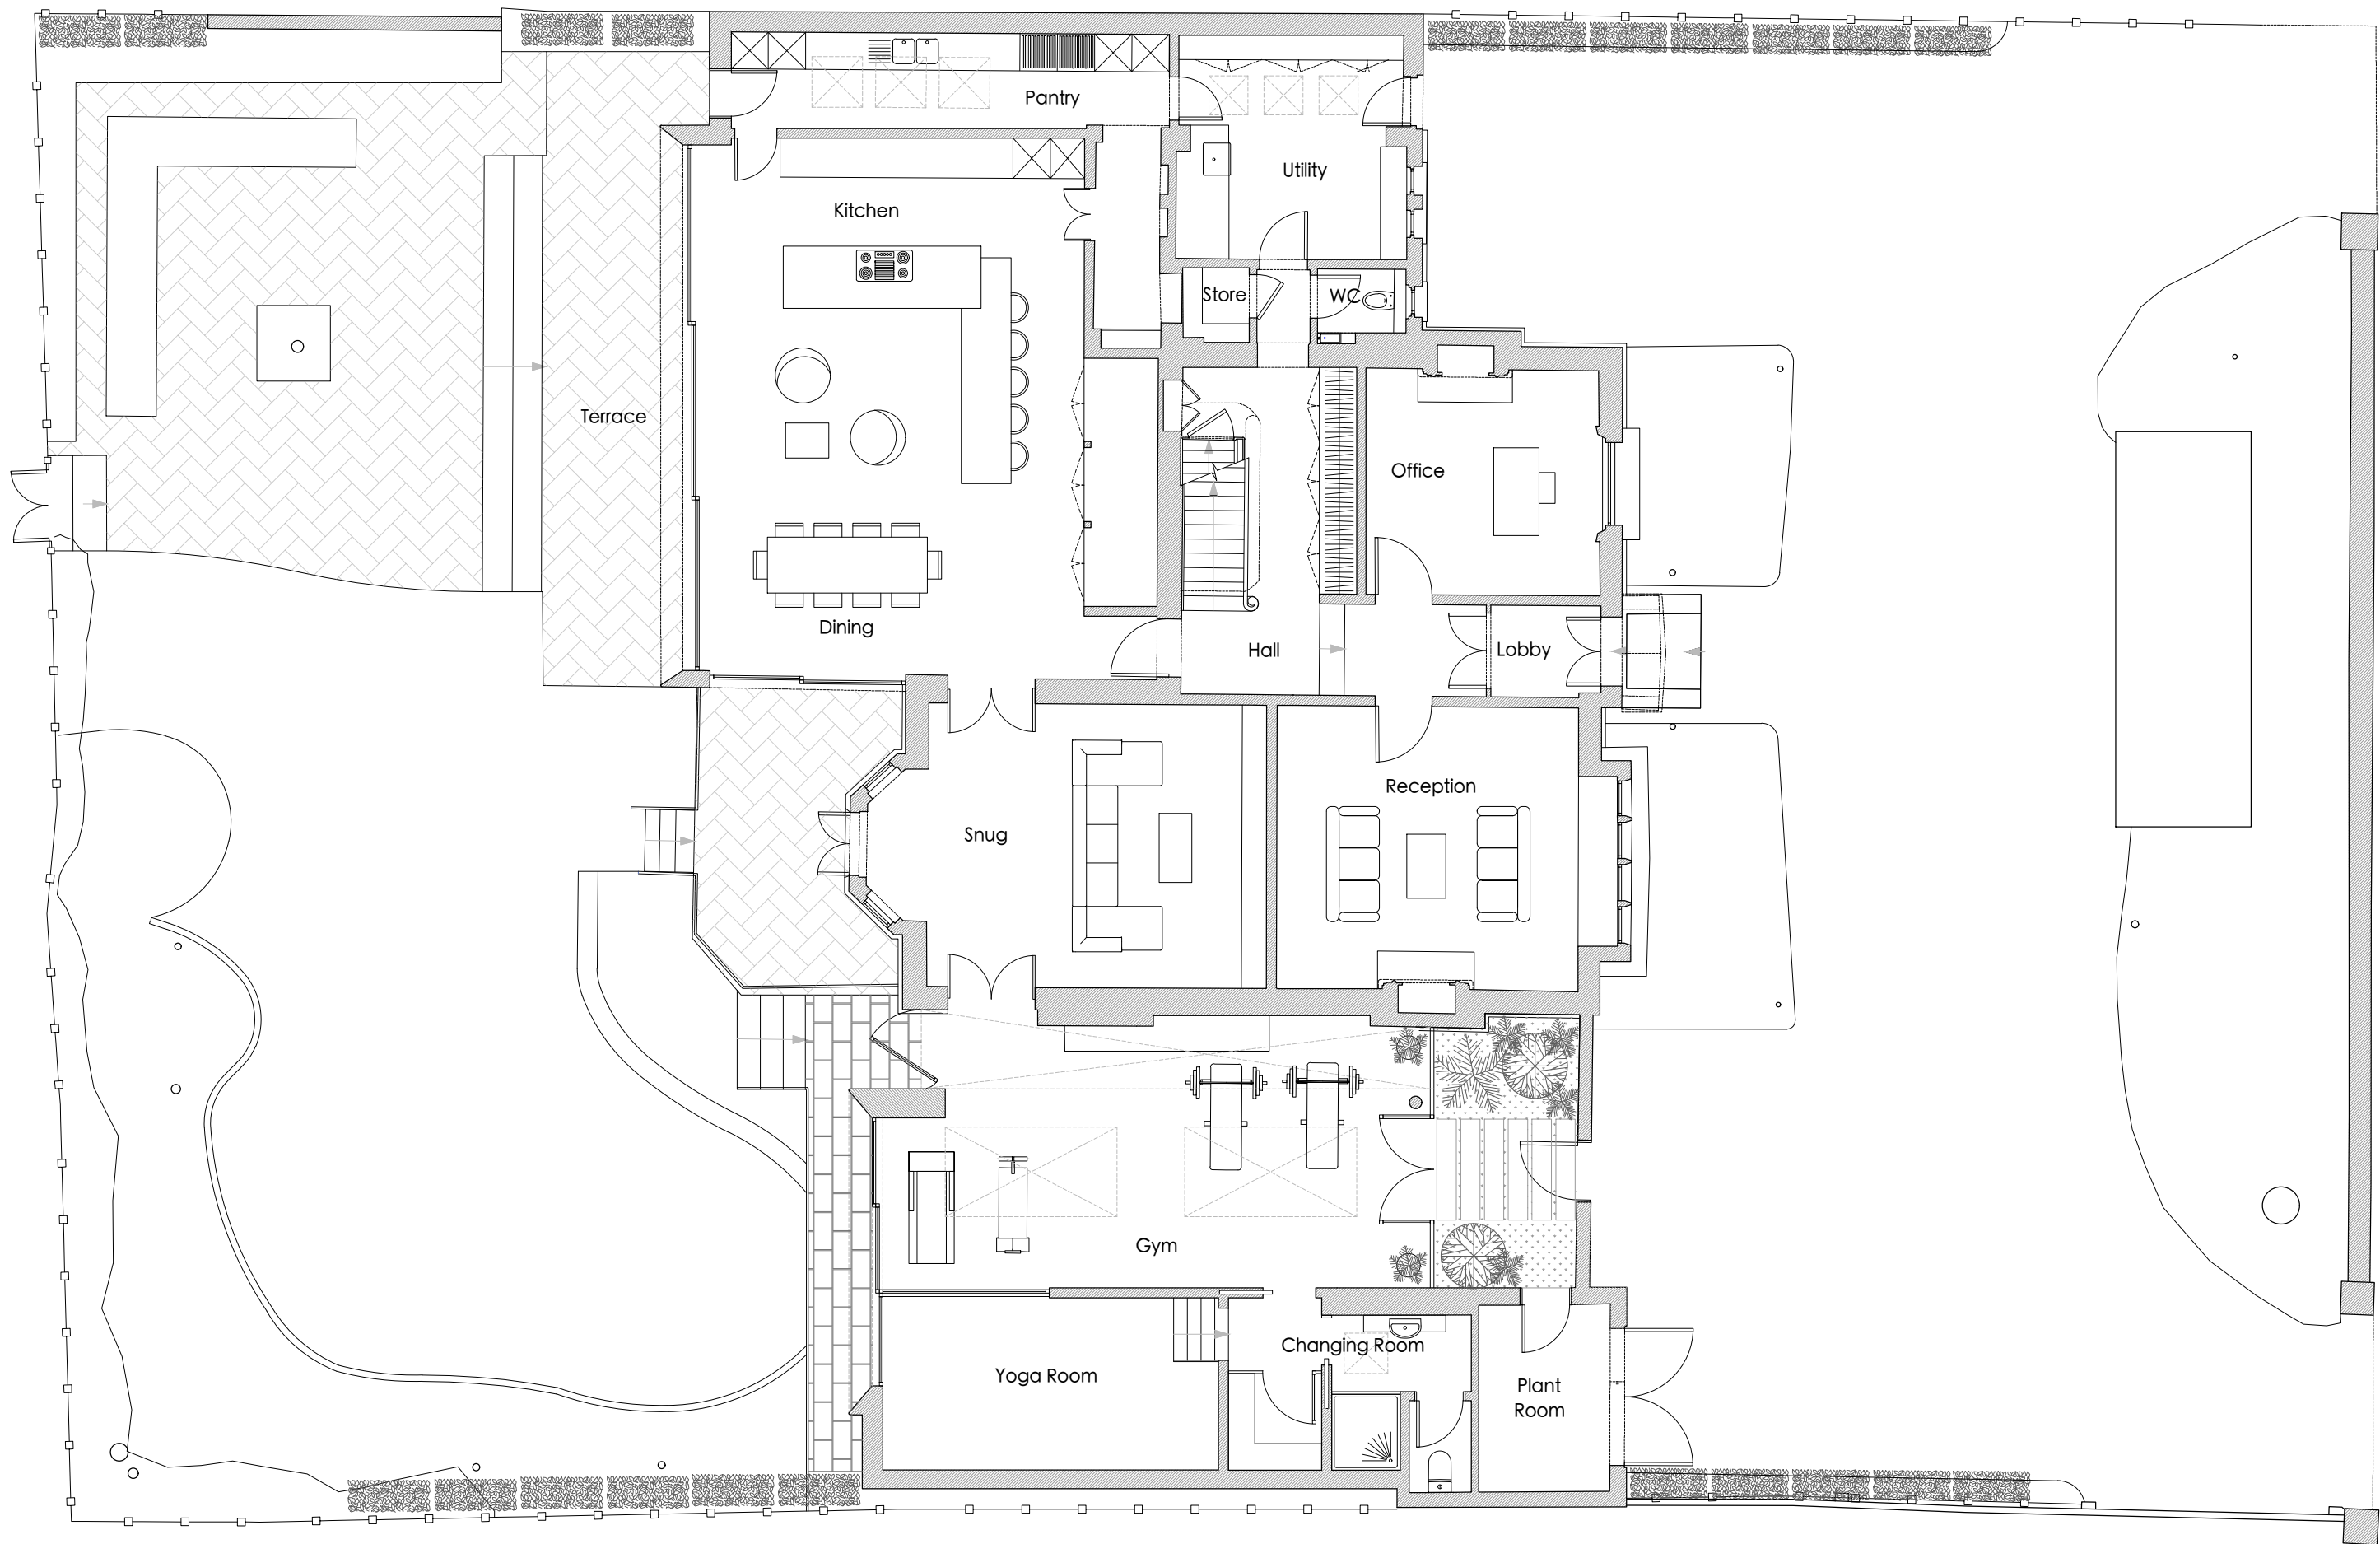 Pantry
Utility
Kitchen
Store
WC
Terrace
Office
Dining
Hall
Lobby
Reception
Snug
Gym
Changing Room
Yoga Room
Plant
Room